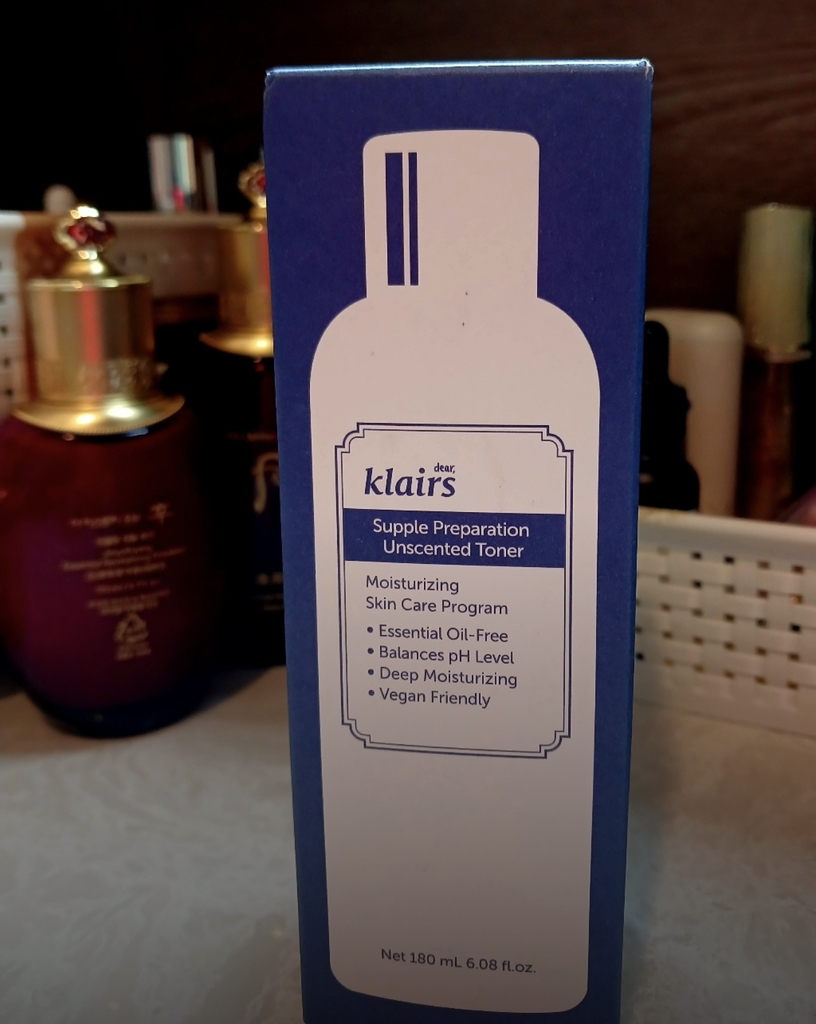 dear,
klairs
Supple Preparation
Unscented Toner
Moisturizing
Skin Care Program
• Essential Oil-Free
• Balances pH Level
• Deep Moisturizing
• Vegan Friendly
Net 180 mL 6.08 fl.oz.